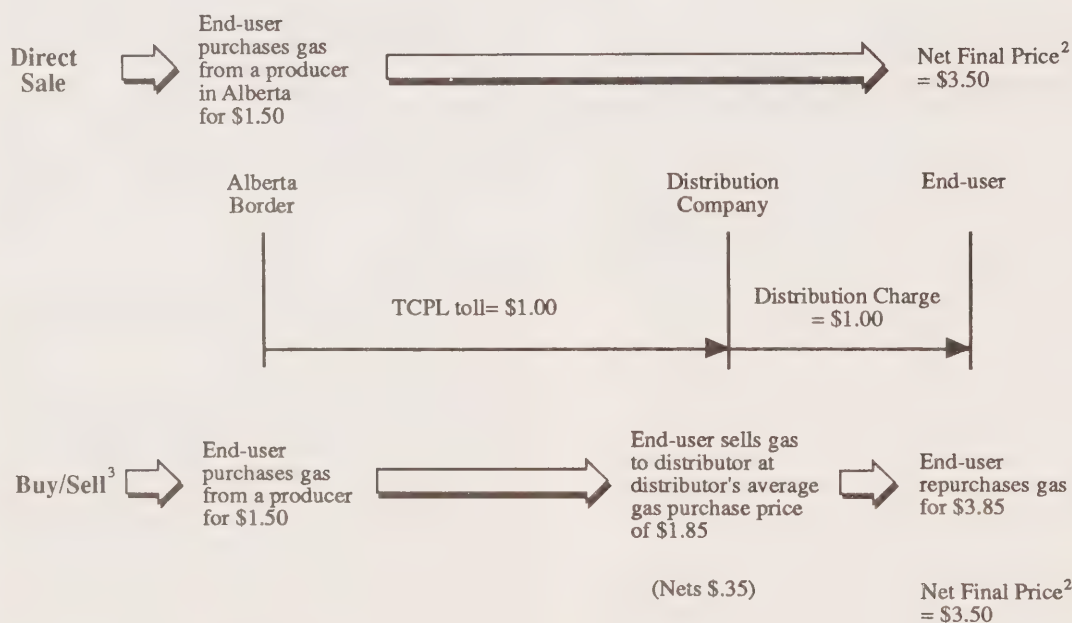 Direct
Sale
End-user
purchases gas
from a producer
in Alberta
for $1.50
Net Final Price²
= $3.50
Alberta
Border
Distribution
Company
End-user
TCPL toll= $1.00
Distribution Charge
= $1.00
Buy/Sell³
End-user
purchases gas
from a producer
for $1.50
End-user sells gas
to distributor at
distributor's average
gas purchase price
of $1.85
(Nets $.35)
End-user
repurchases gas
for $3.85
Net Final Price²
= $3.50